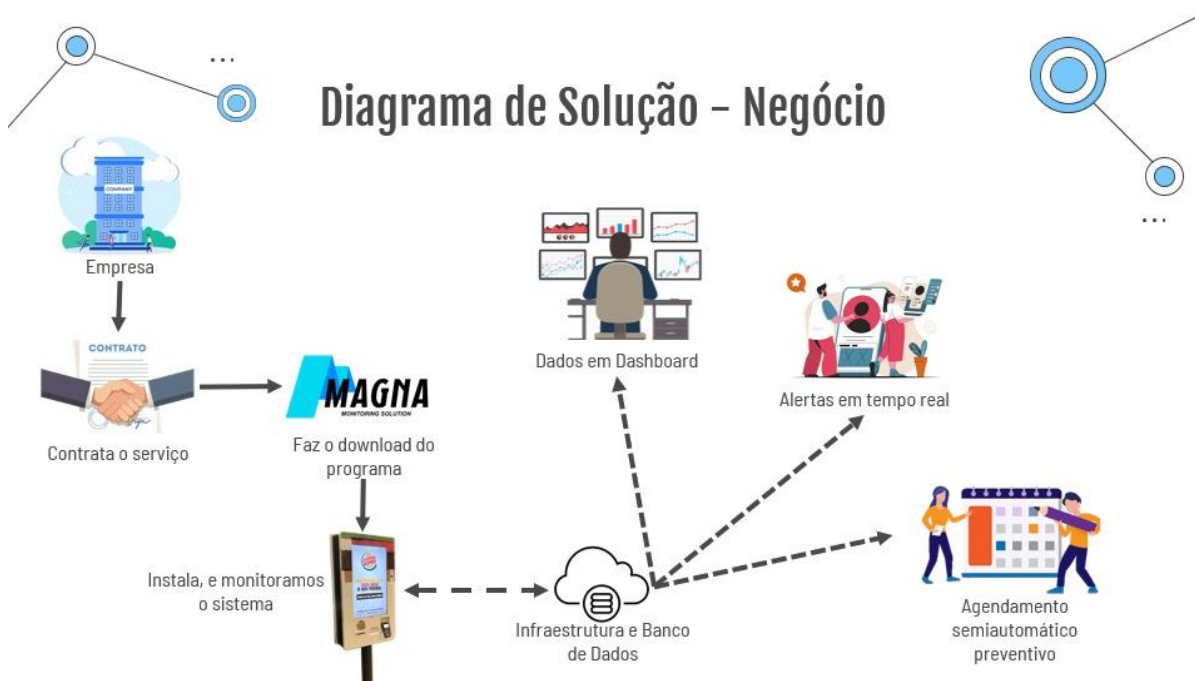 Diagrama de Solução – Negócio
COMPANY
Empresa
CONTRATO
Contrata o serviço
MAGNA
MONITORING SOLUTION
Faz o download do
programa
Instala, e monitoramos
o sistema
Infraestrutura e Banco
de Dados
Dados em Dashboard
Alertas em tempo real
Agendamento
semiautomático
preventivo